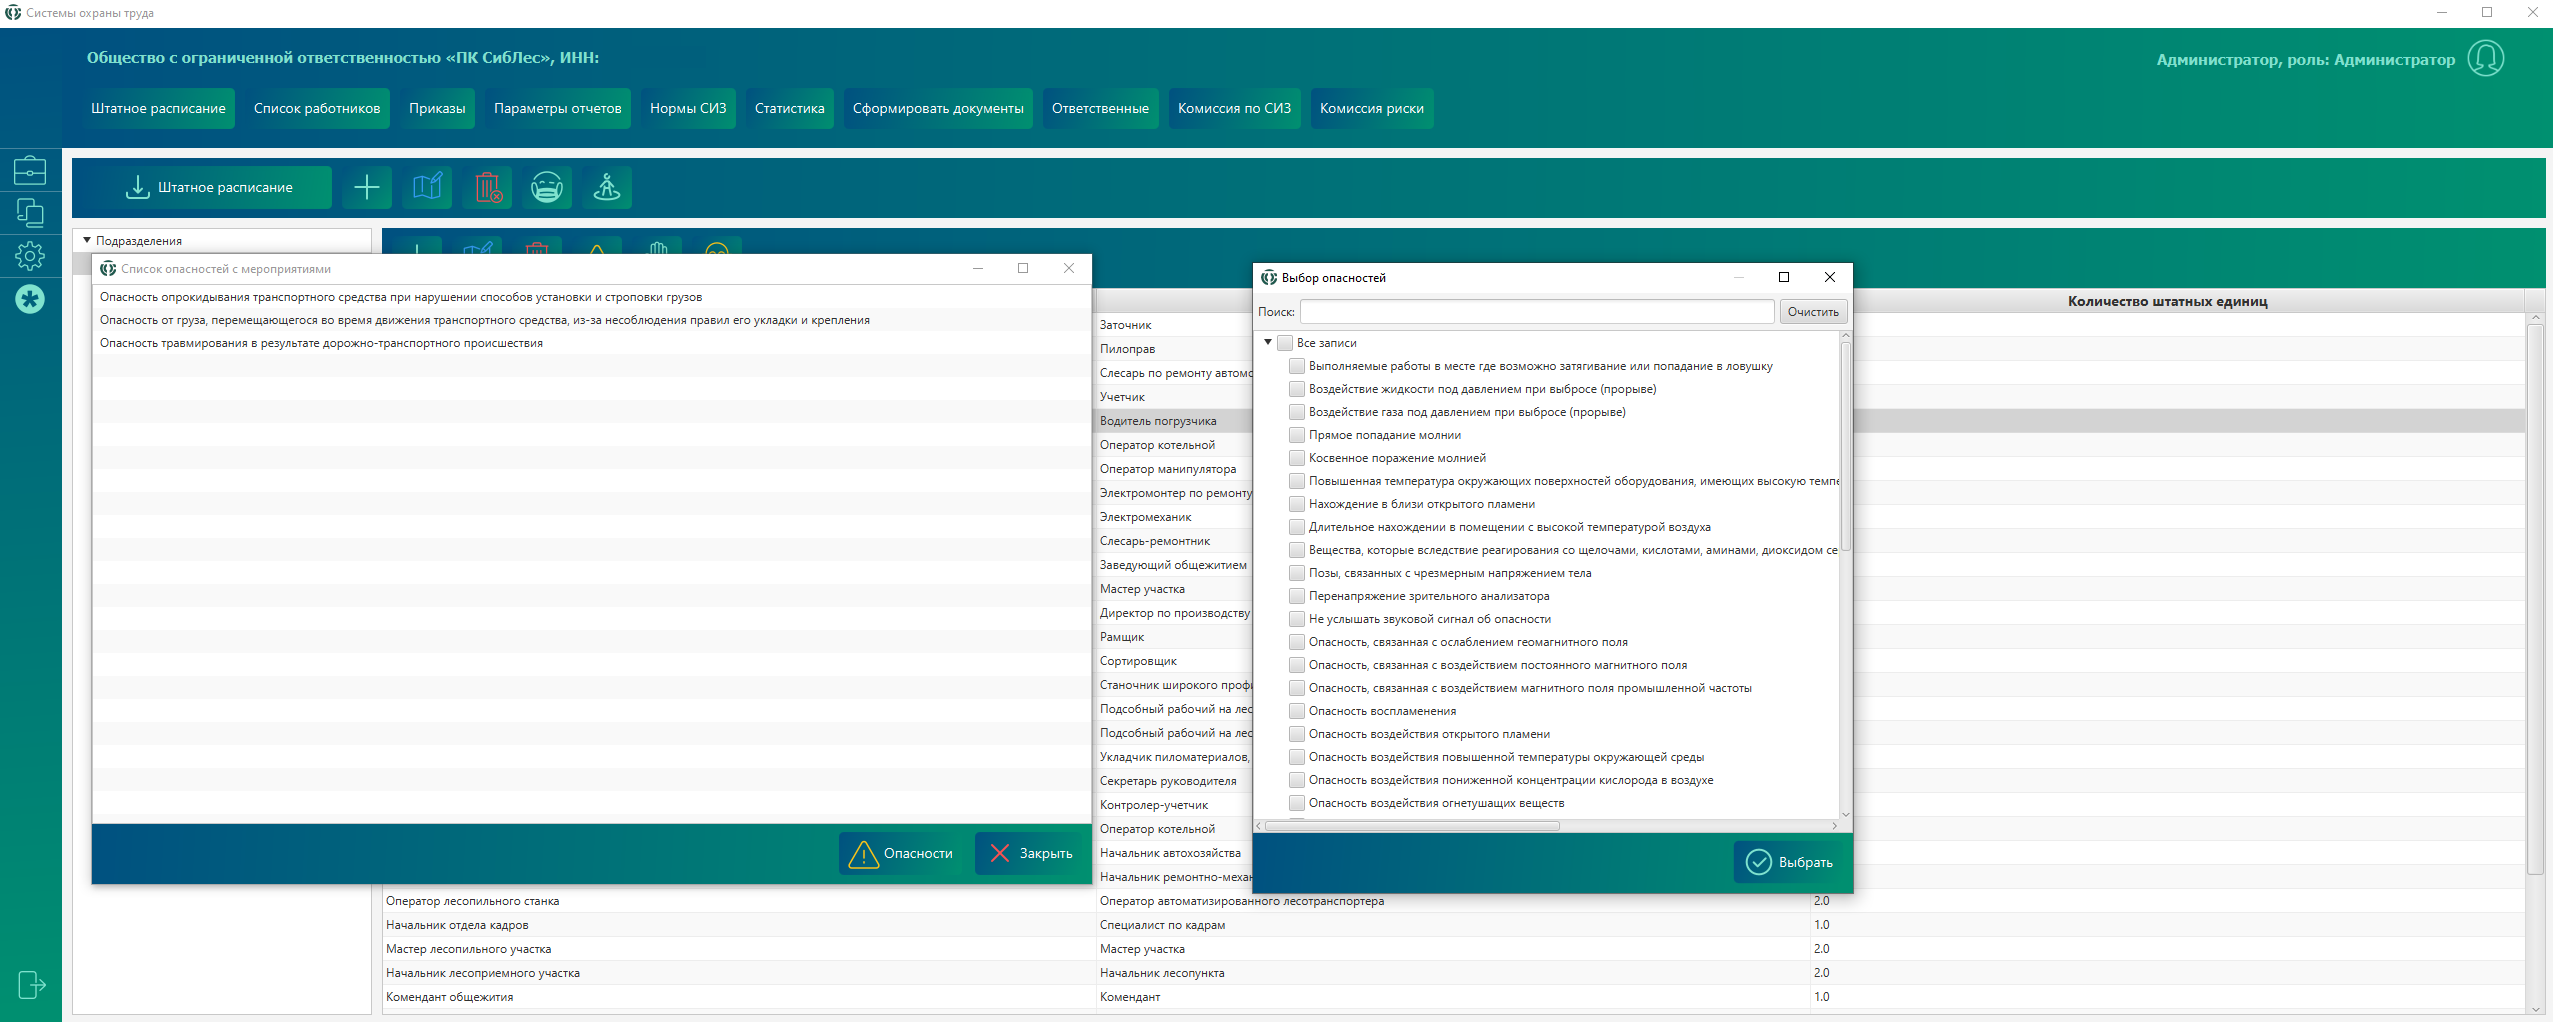 Системы охраны труда
Общество с ограниченной ответственностью «ПК СибЛес», ИНН:
Администратор, роль: Администратор
Штатное расписание
Список работников
Приказы
Параметры отчетов
Нормы СИЗ
Статистика
Сформировать документы
Ответственные
Комиссия по СИЗ
Комиссия риски
Штатное расписание
Подразделения
Список опасностей с мероприятиями
Опасность опрокидывания транспортного средства при нарушении способов установки и строповки грузов
Опасность от груза, перемещающегося во время движения транспортного средства, из-за несоблюдения правил его укладки и крепления
Опасность травмирования в результате дорожно-транспортного происшествия
Опасности
Закрыть
Заточник
Пилоправ
Слесарь по ремонту автомо
Учетчик
Водитель погрузчика
Оператор котельной
Оператор манипулятора
Электромонтер по ремонту
Электромеханик
Слесарь-ремонтник
Заведующий общежитием
Мастер участка
Директор по производству
Рамщик
Сортировщик
Станочник широкого профи
Подсобный рабочий на лес
Подсобный рабочий на лес
Укладчик пиломатериалов,
Секретарь руководителя
Контролер-учетчик
Оператор котельной
Начальник автохозяйства
Начальник ремонтно-механ
Выбор опасностей
Поиск:
Очистить
Все записи
Выполняемые работы в месте где возможно затягивание или попадание в ловушку
Воздействие жидкости под давлением при выбросе (прорыве)
Воздействие газа под давлением при выбросе (прорыве)
Прямое попадание молнии
Косвенное поражение молнией
Повышенная температура окружающих поверхностей оборудования, имеющих высокую темпе
Нахождение в близи открытого пламени
Длительное нахождении в помещении с высокой температурой воздуха
Вещества, которые вследствие реагирования со щелочами, кислотами, аминами, диоксидом се
Позы, связанных с чрезмерным напряжением тела
Перенапряжение зрительного анализатора
Не услышать звуковой сигнал об опасности
Опасность, связанная с ослаблением геомагнитного поля
Опасность, связанная с воздействием постоянного магнитного поля
Опасность, связанная с воздействием магнитного поля промышленной частоты
Опасность воспламенения
Опасность воздействия открытого пламени
Опасность воздействия повышенной температуры окружающей среды
Опасность воздействия пониженной концентрации кислорода в воздухе
Опасность воздействия огнетушащих веществ
Выбрать
Количество штатных единиц
Оператор лесопильного станка Оператор автоматизированного лесотранспортера 2.0
Начальник отдела кадров Специалист по кадрам 1.0
Мастер лесопильного участка Мастер участка 2.0
Начальник лесоприемного участка Начальник лесопункта 2.0
Комендант общежития Комендант 1.0